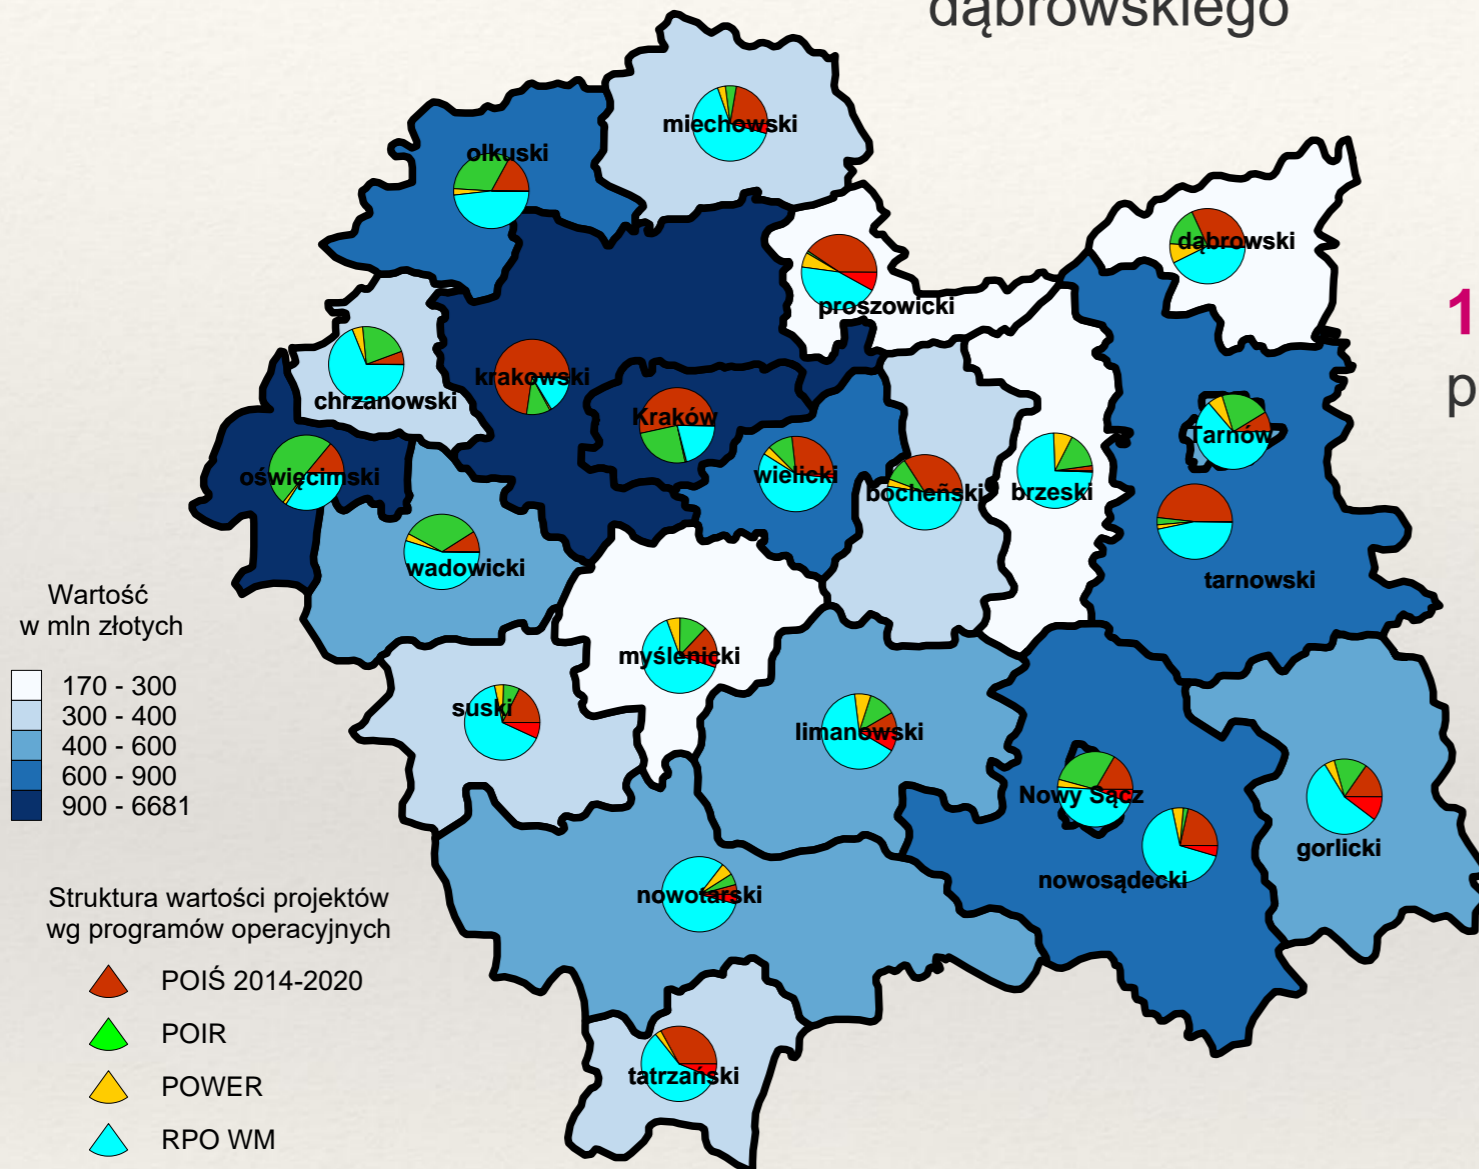 dąbrowskiego
miechowski
olkuski
dąbrowski
proszowicki
1
p
krakowski
chrzanowski
Kraków
Tarnów
oświęcimski
wielicki
bocheński
brzeski
wadowicki
tarnowski
Wartość
w mln złotych
170 - 300
300 - 400
400 - 600
600 - 900
900 - 6681
myślenicki
suski
limanowski
Nowy Sącz
gorlicki
nowosądecki
nowotarski
Struktura wartości projektów
wg programów operacyjnych
POIŚ 2014-2020
POIR
POWER
RPO WM
tatrzański